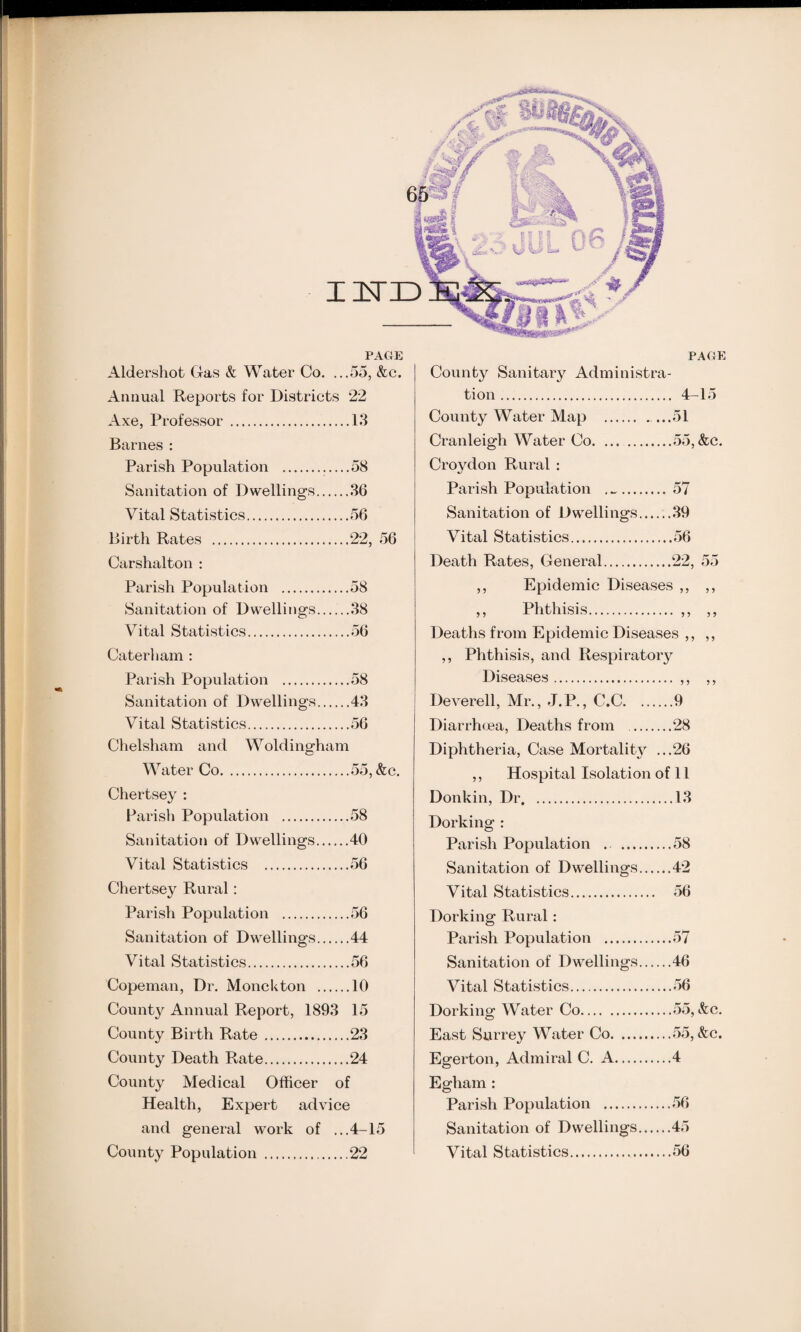 65
ROYAL COLLEGE OF SURGEONS OF ENGLAND
23 JUL 06
LIBRARY
INDEX.
PAGE
Aldershot Gas & Water Co. ...55, &c.
Annual Reports for Districts 22
Axe, Professor ......................13
Barnes :
Parish Population ............58
Sanitation of Dwellings......36
Vital Statistics...................56
Birth Rates ..........................22, 56
Carshalton :
Parish Population ............58
Sanitation of Dwellings......38
Vital Statistics...................56
Caterham :
Parish Population ............58
Sanitation of Dwellings......43
Vital Statistics...................56
Chelsham and Woldingham
Water Co.......................55, &c.
Chertsey :
Parish Population ............58
Sanitation of Dwellings......40
Vital Statistics ................56
Chertsey Rural :
Parish Population ............56
Sanitation of Dwellings......44
Vital Statistics...................56
Copeman, Dr. Monckton ......10
County Annual Report, 1893 15
County Birth Rate ................23
County Death Rate................24
County Medical Officer of
Health, Expert advice
and general work of ...4-15
County Population ................22
PAGE
County Sanitary Administra-
tion ................................ 4-15
County Water Map ...... .....51
Cranleigh Water Co. ... .........55, &c.
Croydon Rural :
Parish Population ............ 57
Sanitation of Dwellings......39
Vital Statistics...................56
Death Rates, General............22, 55
,, Epidemic Diseases ,, ,,
,, Phthisis................ ,, ,,
Deaths from Epidemic Diseases ,, ,,
,, Phthisis, and Respiratory
Diseases ...................... ,, ,,
Deverell, Mr., J.P., C.C. ......9
Diarrhœa, Deaths from ........28
Diphtheria, Case Mortality ...26
,, Hospital Isolation of 11
Donkin, Dr. ..........................13
Dorking :
Parish Population . ..........58
Sanitation of Dwellings......42
Vital Statistics................ 56
Dorking Rural :
Parish Population ............57
Sanitation of Dwellings......46
Vital Statistics...................56
Dorking Water Co.... ............55, &c.
East Surrey Water Co. ..........55, &c.
Egerton, Admiral C. A..........4
Egham :
Parish Population ............56
Sanitation of Dwellings......45
Vital Statistics...................56